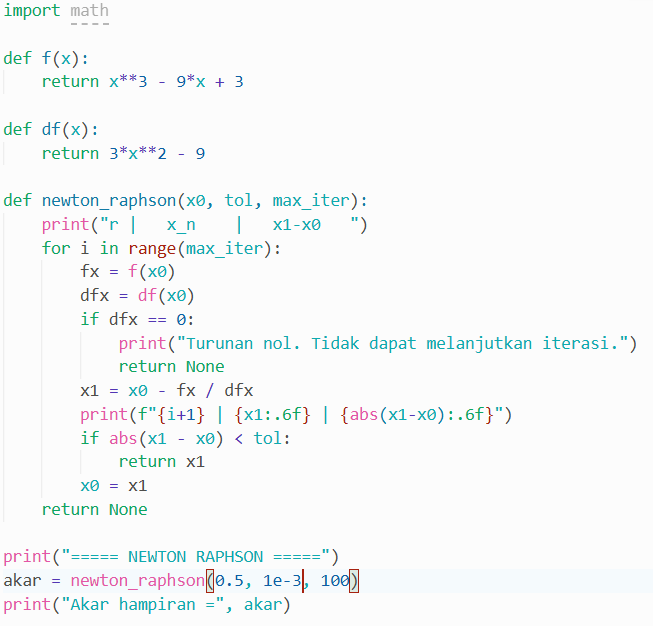 import math
def f(x):
    return x**3 - 9*x + 3
def df(x):
    return 3*x**2 - 9
def newton_raphson(x0, tol, max_iter):
    print("r |   x_n    |   x1-x0   ")
    for i in range(max_iter):
        fx = f(x0)
        dfx = df(x0)
        if dfx == 0:
            print("Turunan nol. Tidak dapat melanjutkan iterasi.")
            return None
        x1 = x0 - fx / dfx
        print(f"{i+1} | {x1:.6f} | {abs(x1-x0):.6f}")
        if abs(x1 - x0) < tol:
            return x1
        x0 = x1
    return None
print("===== NEWTON RAPHSON =====")
akar = newton_raphson(0.5, 1e-3, 100)
print("Akar hampiran =", akar)